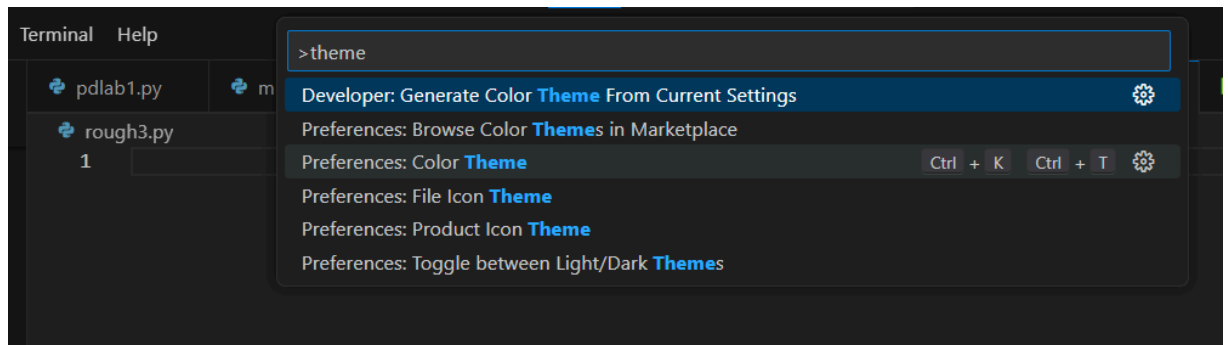 Terminal Help
>theme
pdlab1.py m
Developer: Generate Color Theme From Current Settings
rough3.py
Preferences: Browse Color Themes in Marketplace
1
Preferences: Color Theme Ctrl + K Ctrl + T
Preferences: File Icon Theme
Preferences: Product Icon Theme
Preferences: Toggle between Light/Dark Themes